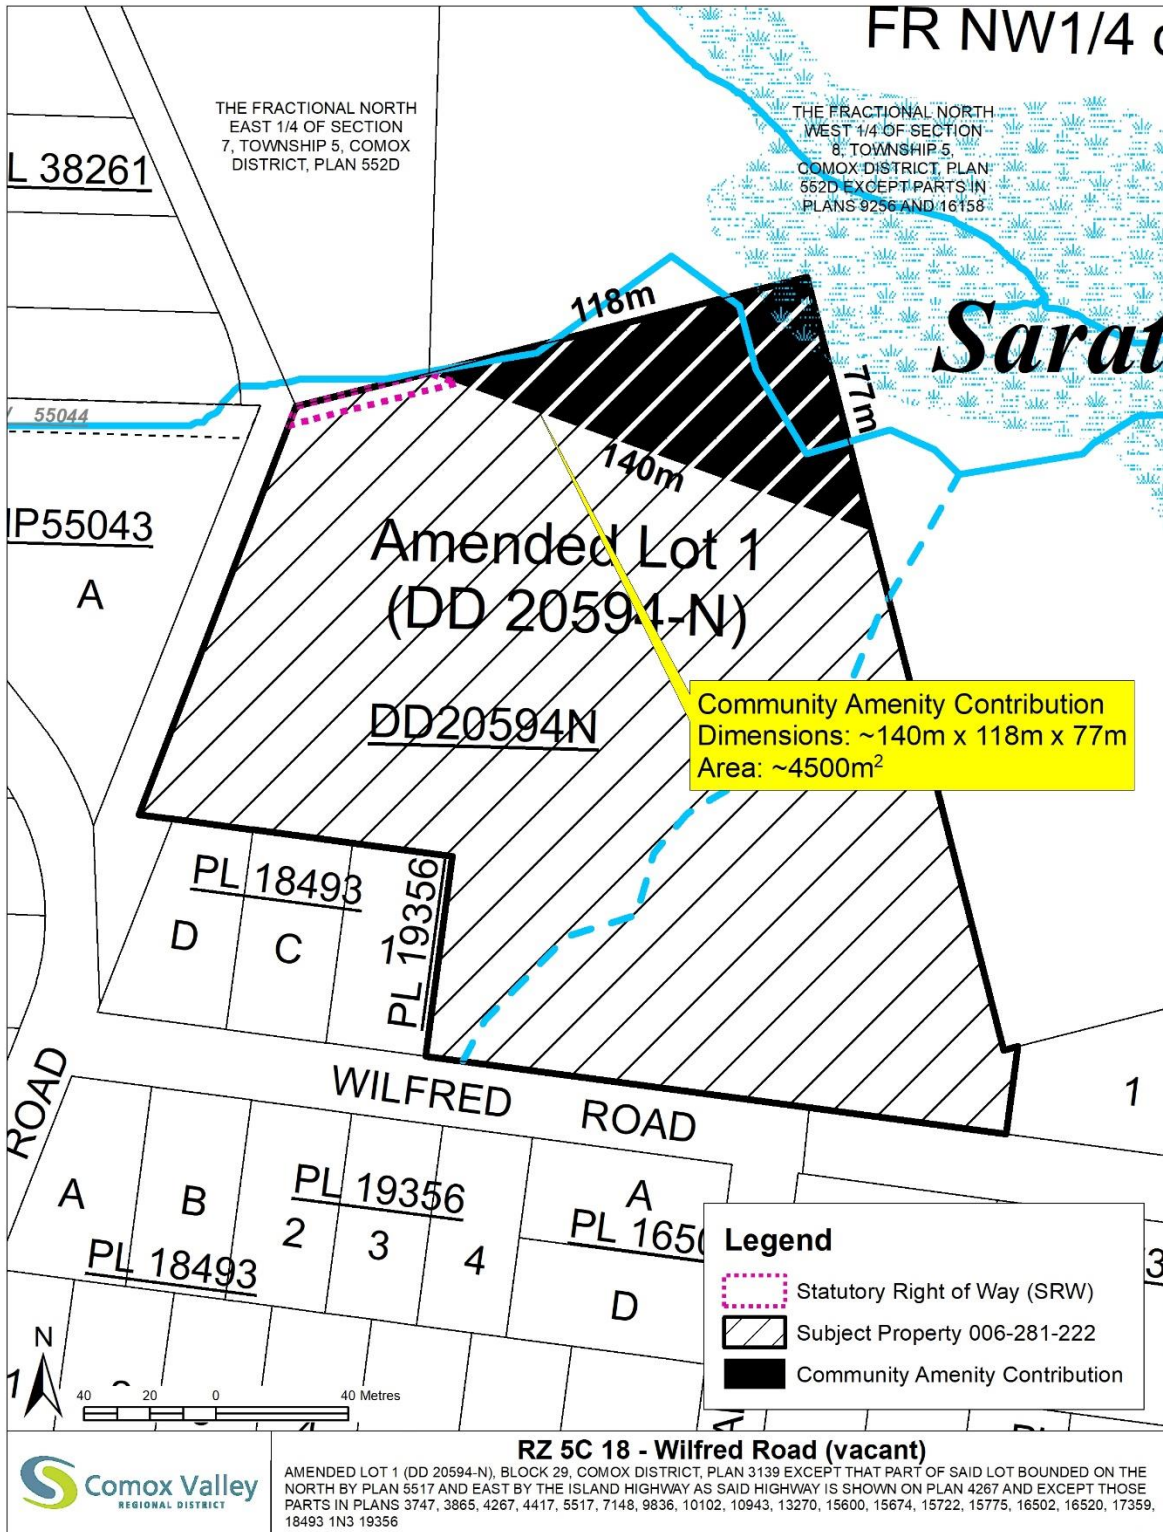 FR NW1/4
THE FRACTIONAL NORTH
EAST 1/4 OF SECTION
7, TOWNSHIP 5, COMOX
DISTRICT, PLAN 552D
THE FRACTIONAL NORTH
WEST 1/4 OF SECTION
8, TOWNSHIP 5,
COMOX DISTRICT, PLAN
552D EXCEPT PARTS IN
PLANS 9256 AND 16158
L 38261
118m
Sarat
77m
55044
140m
IP55043
A
Amended Lot 1
(DD 20594-N)
DD20594N
Community Amenity Contribution
Dimensions: ~140m x 118m x 77m
Area: ~4500m²
PL 18493
PL 19356
D
C
1
WILFRED ROAD
ROAD
1
A
B
PL 19356
2
3
4
PL 18493
A
PL 1650
D
3
Legend
Statutory Right of Way (SRW)
Subject Property 006-281-222
Community Amenity Contribution
N
1
40 20 0 40 Metres
RZ 5C 18 - Wilfred Road (vacant)
Comox Valley
REGIONAL DISTRICT
AMENDED LOT 1 (DD 20594-N), BLOCK 29, COMOX DISTRICT, PLAN 3139 EXCEPT THAT PART OF SAID LOT BOUNDED ON THE
NORTH BY PLAN 5517 AND EAST BY THE ISLAND HIGHWAY AS SAID HIGHWAY IS SHOWN ON PLAN 4267 AND EXCEPT THOSE
PARTS IN PLANS 3747, 3865, 4267, 4417, 5517, 7148, 9836, 10102, 10943, 13270, 15600, 15674, 15722, 15775, 16502, 16520, 17359,
18493 1N3 19356